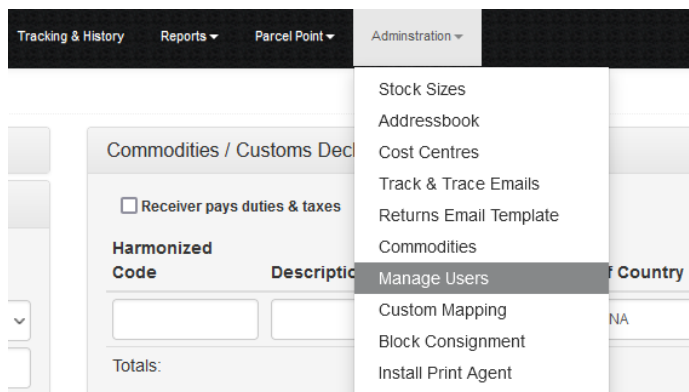 Tracking & History Reports Parcel Point Adminstration
Stock Sizes
Addressbook
Commodities / Customs Decl
Cost Centres
Track & Trace Emails
Receiver pays duties & taxes
Returns Email Template
Harmonized
Code
Commodities
Descriptic
Manage Users
f Country
Custom Mapping
NA
Block Consignment
Totals:
Install Print Agent